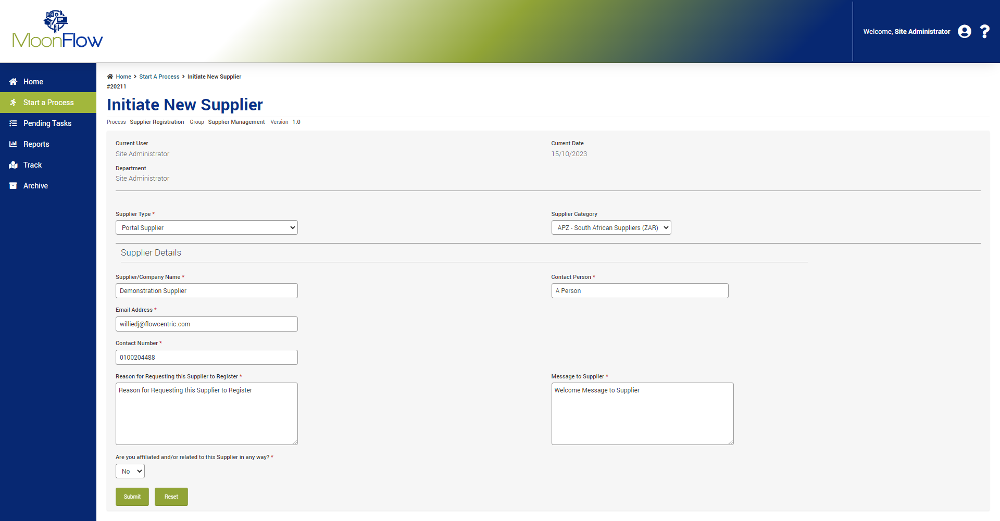 MoonFlow
Welcome, Site Administrator
Home
Start a Process
Pending Tasks
Reports
Track
Archive
Home > Start A Process > Initiate New Supplier
#20211
Initiate New Supplier
Process Supplier Registration Group Supplier Management Version 1.0
Current User
Site Administrator
Current Date
15/10/2023
Department
Site Administrator
Supplier Type *
Portal Supplier
Supplier Category
APZ - South African Suppliers (ZAR)
Supplier Details
Supplier/Company Name *
Demonstration Supplier
Contact Person *
A Person
Email Address *
williedj@flowcentric.com
Contact Number *
0100204488
Reason for Requesting this Supplier to Register *
Reason for Requesting this Supplier to Register
Message to Supplier *
Welcome Message to Supplier
Are you affiliated and/or related to this Supplier in any way? *
No
Submit
Reset